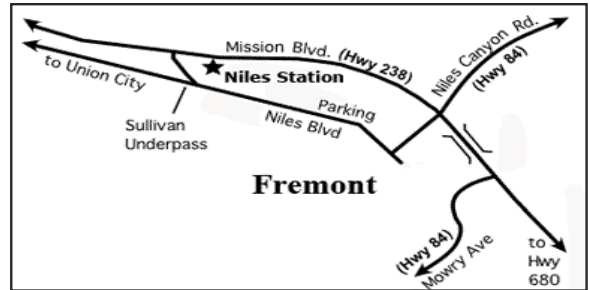 Mission Blvd. (Hwy 238)
Niles Canyon Rd.
(Hwy 84)
to Union City
Niles Station
Parking
Niles Blvd
Sullivan
Underpass
Fremont
(Hwy 84)
Mowry Ave
to
Hwy
680